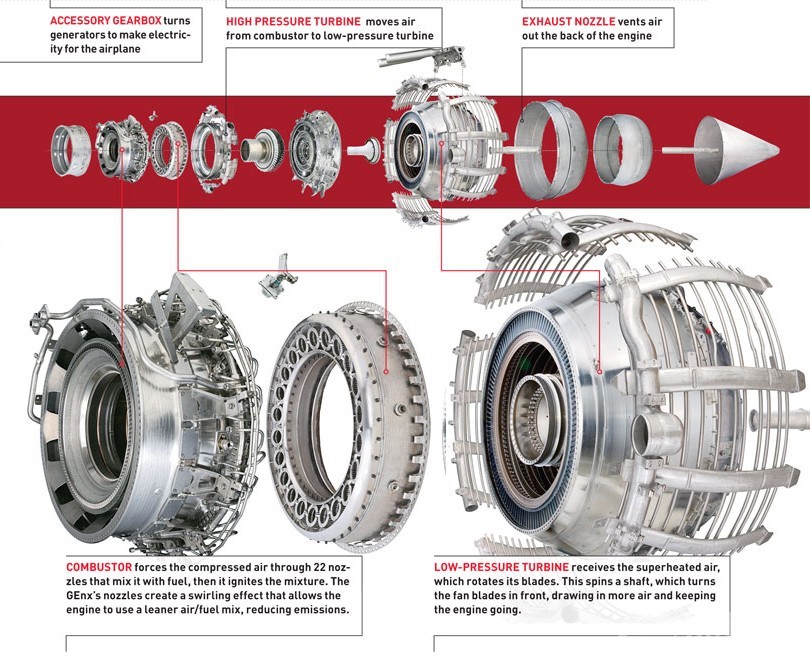 ACCESSORY GEARBOX turns
generators to make electric-
ity for the airplane
HIGH PRESSURE TURBINE moves air
from combustor to low-pressure turbine
EXHAUST NOZZLE vents air
out the back of the engine
COMBUSTOR forces the compressed air through 22 noz-
zles that mix it with fuel, then it ignites the mixture. The
GEnx's nozzles create a swirling effect that allows the
engine to use a leaner air/fuel mix, reducing emissions.
LOW-PRESSURE TURBINE receives the superheated air,
which rotates its blades. This spins a shaft, which turns
the fan blades in front, drawing in more air and keeping
the engine going.